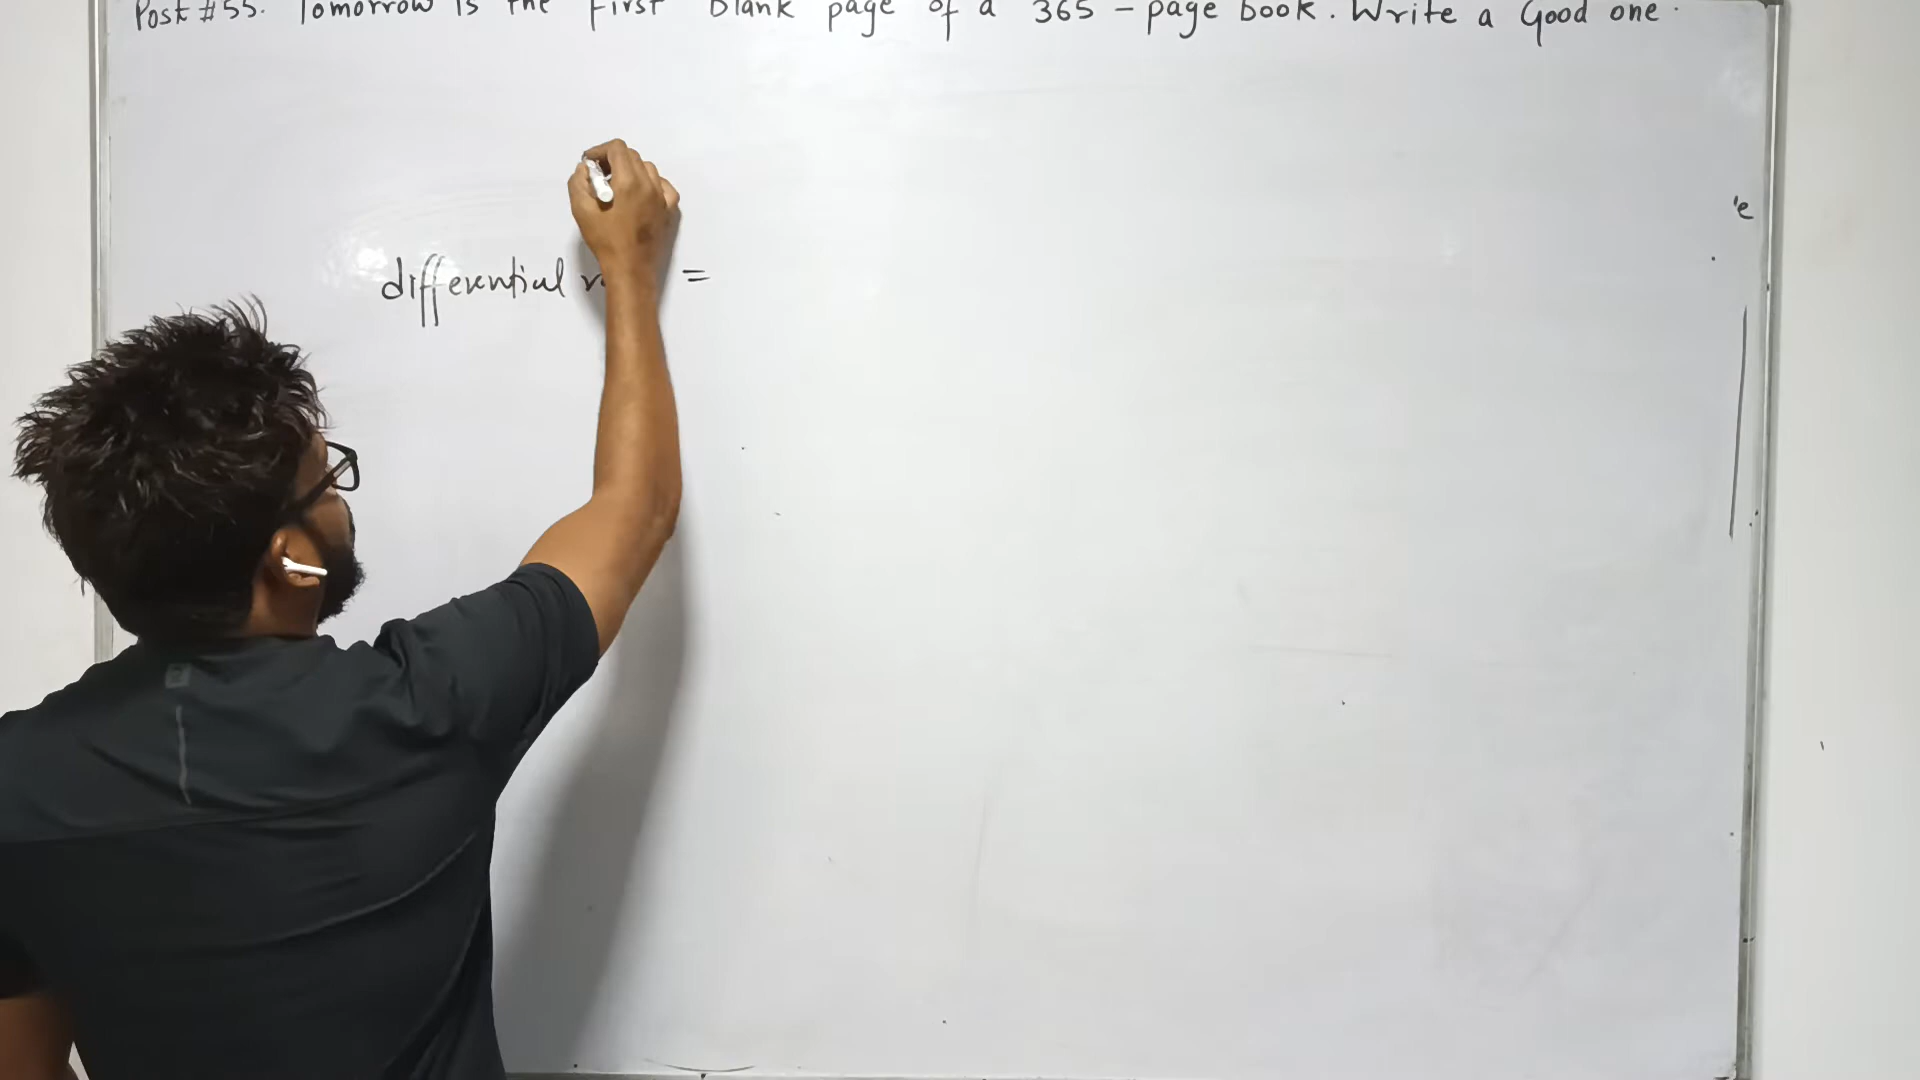 Post #55. Tomorrow is the First blank page of a 365 - page book. Write a Good one.
'e
differential =